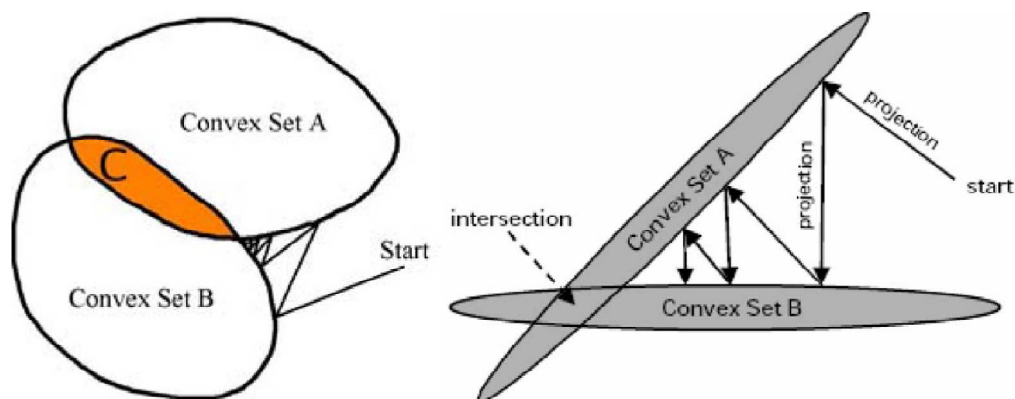 Convex Set A
C
Start
Convex Set B
projection
start
projection
Convex Set A
intersection
Convex Set B